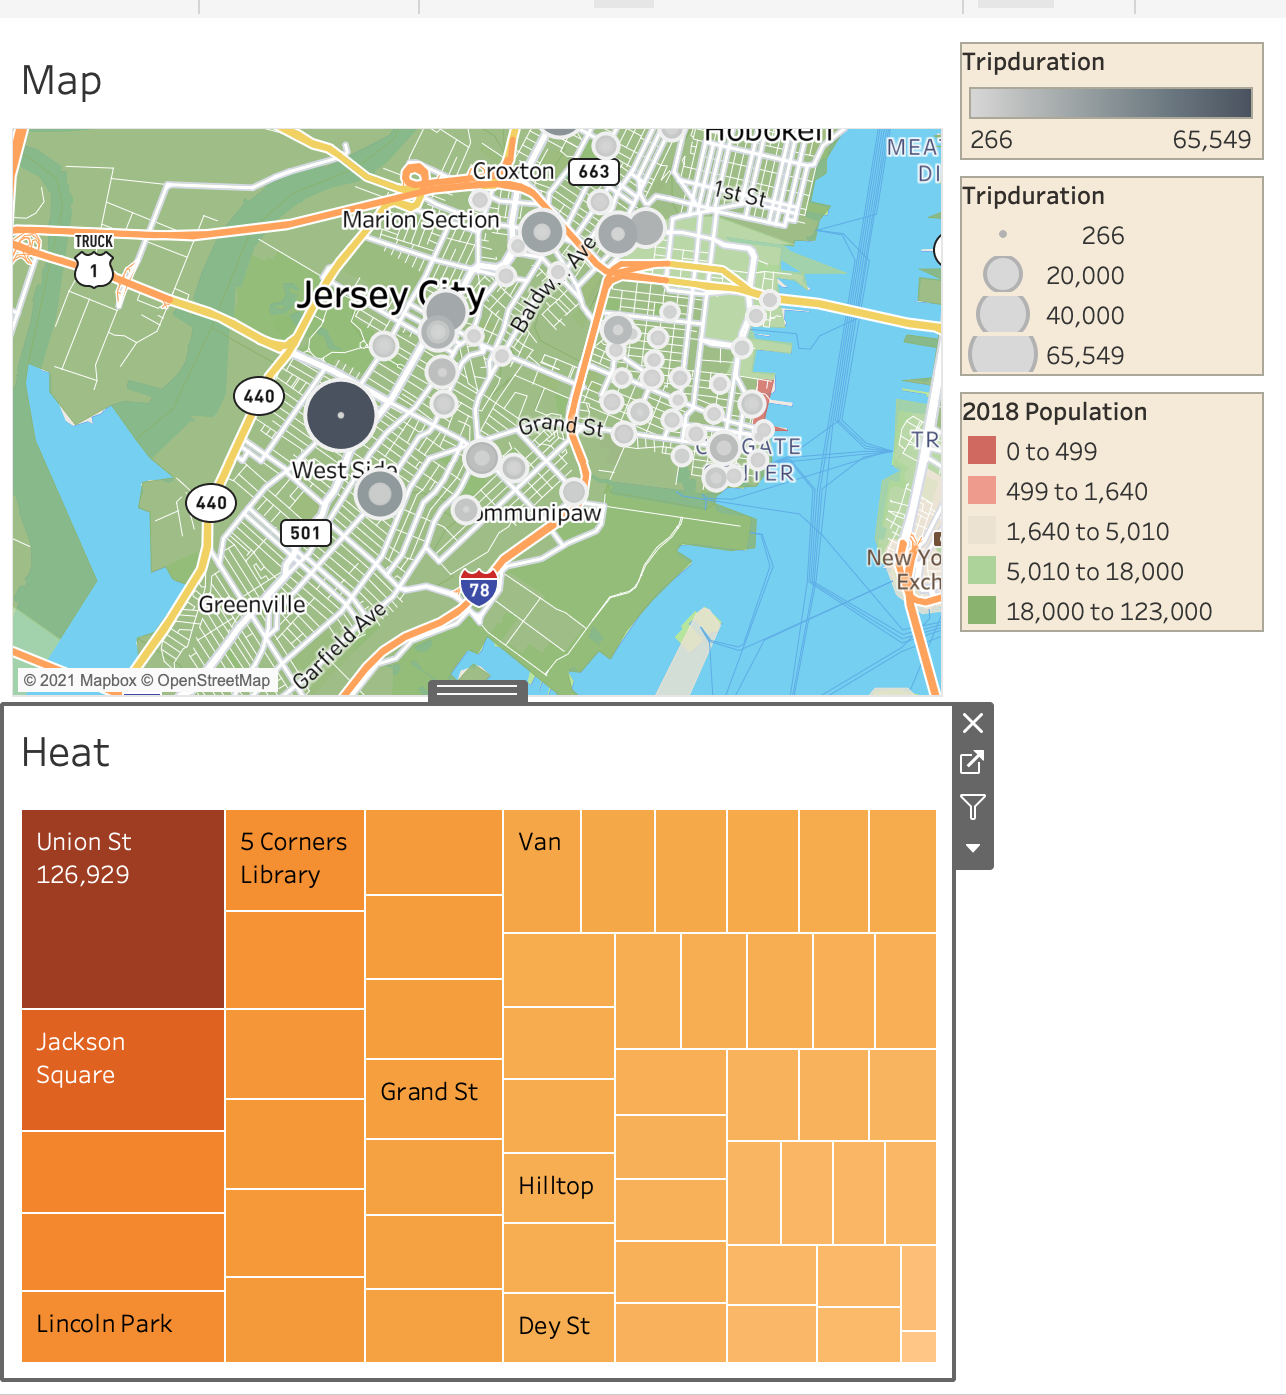 Map
Hoboken
MEA
DI
Croxton
663
1st St
Marion Section
TRUCK
1
Jersey City
Baldw. Ave
440
Grand St
GATE
TR
West Side
440
ommunipaw
501
New Yo
Exch
78
Greenville
Garfield Ave
© 2021 Mapbox © OpenStreetMap
Tripduration
266 65,549
Tripduration
266
20,000
40,000
65,549
2018 Population
0 to 499
499 to 1,640
1,640 to 5,010
5,010 to 18,000
18,000 to 123,000
Heat
Union St
126,929
5 Corners
Library
Van
Jackson
Square
Grand St
Hilltop
Lincoln Park
Dey St